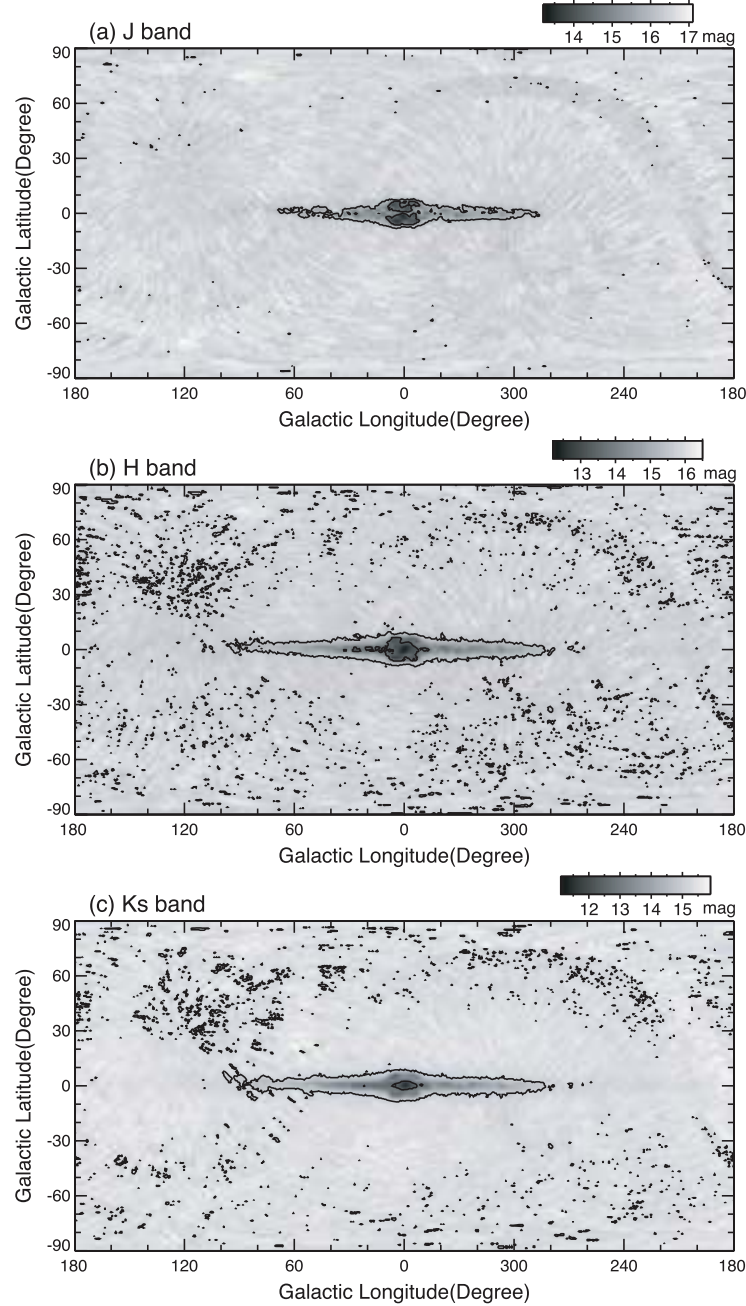 14 15 16 17 mag
(a) J band
90
60
30
0
-30
-60
-90
Galactic Latitude(Degree)
180 120 60 0 300 240 180
Galactic Longitude(Degree)
13 14 15 16 mag
(b) H band
90
60
30
0
-30
-60
-90
Galactic Latitude(Degree)
180 120 60 0 300 240 180
Galactic Longitude(Degree)
12 13 14 15 mag
(c) Ks band
90
60
30
0
-30
-60
-90
Galactic Latitude(Degree)
180 120 60 0 300 240 180
Galactic Longitude(Degree)